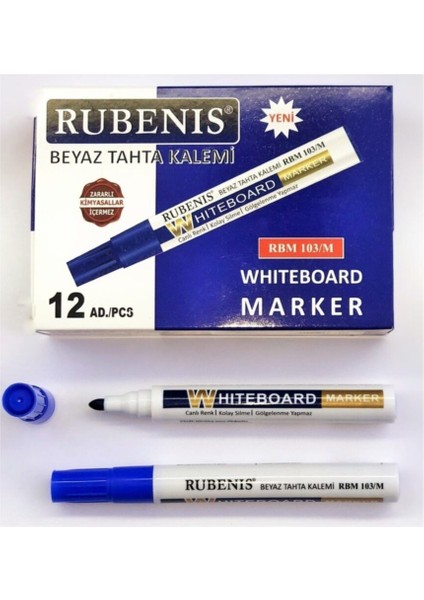 RUBENIS®
BEYAZ TAHTA KALEMİ
YENİ
ZARARLI
KİMYASALLAR
İÇERMEZ
RUBENIS BEYAZ TAHTA KALEMİ RBM 103/M
WHITEBOARD MARKER
Canlı Renk | Kolay Silme | Gölgelenme Yapmaz
RBM 103/M
WHITEBOARD
MARKER
12 AD./PCS
WHITEBOARD MARKER
Canlı Renk | Kolay Silme | Gölgelenme Yapmaz
RUBENIS® BEYAZ TAHTA KALEMİ RBM 103/M